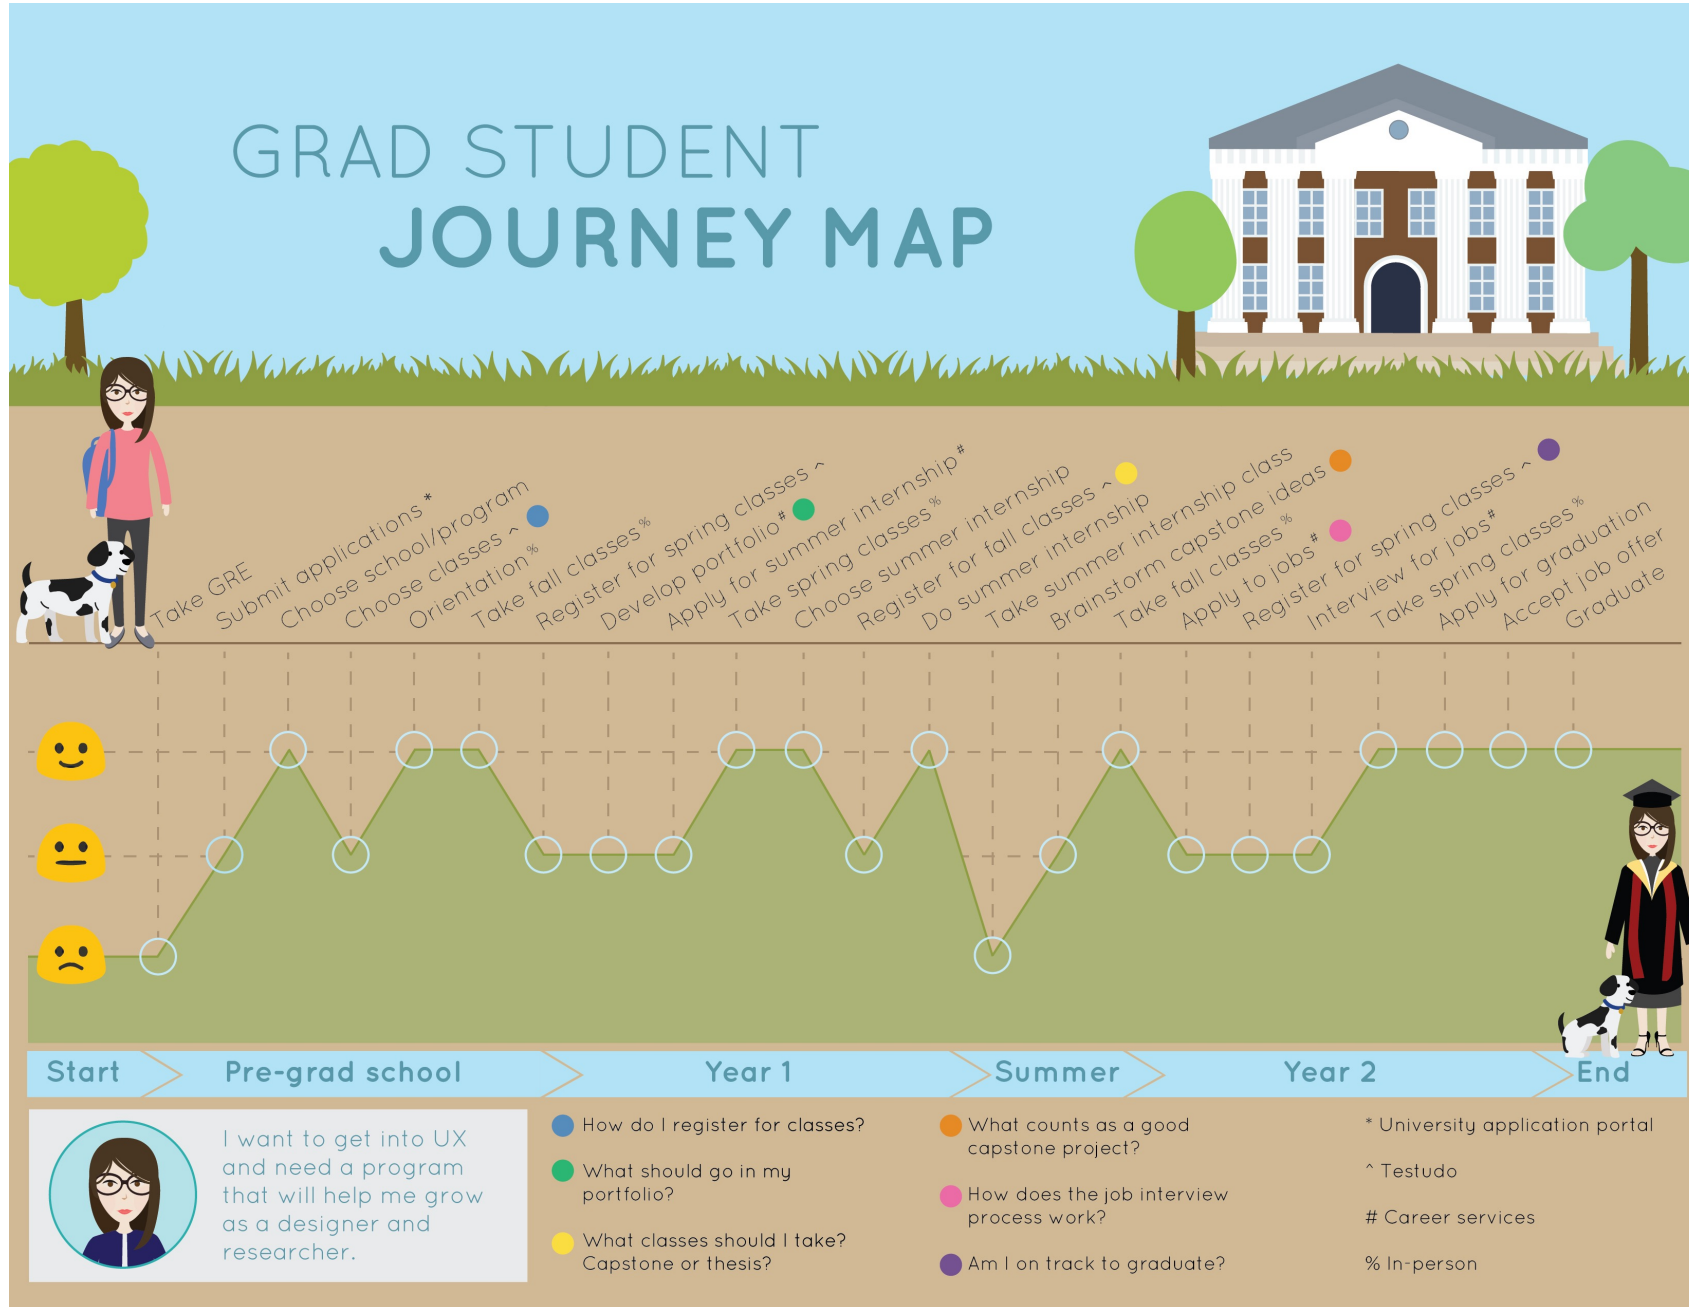 GRAD STUDENT
JOURNEY MAP
Take GRE
Submit applications*
Choose school/program
Choose classes ^
Orientation%
Take fall classes%
Register for spring classes ^
Develop portfolio#
Apply for summer internship#
Take spring classes%
Choose summer internship
Register for fall classes ^
Do summer internship
Take summer internship class
Brainstorm capstone ideas
Take fall classes%
Apply to jobs#
Register for spring classes ^
Interview for jobs#
Take spring classes%
Apply for graduation
Accept job offer
Graduate
Start
Pre-grad school
Year 1
Summer
Year 2
End
I want to get into UX
and need a program
that will help me grow
as a designer and
researcher.
How do I register for classes?
What should go in my
portfolio?
What classes should I take?
Capstone or thesis?
What counts as a good
capstone project?
How does the job interview
process work?
Am I on track to graduate?
* University application portal
^ Testudo
# Career services
% In-person